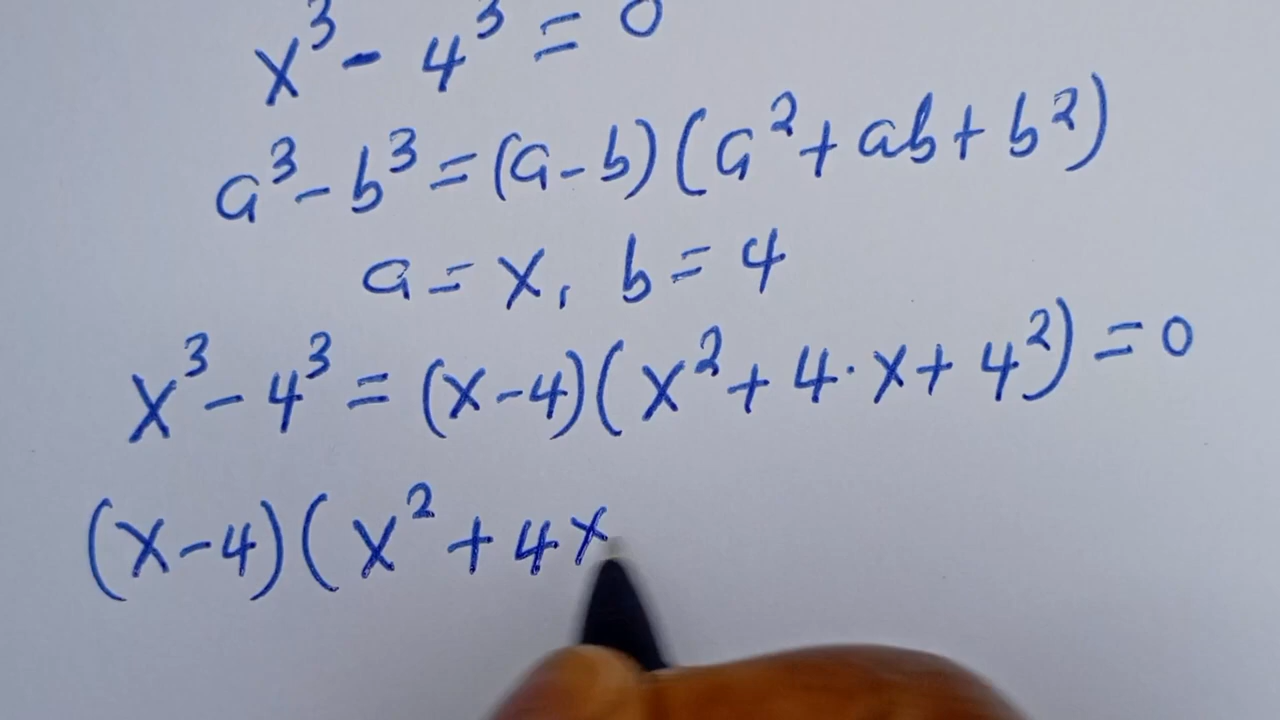 x³ - 4³ = 0
a³ - b³ = (a - b)(a² + ab + b²)
a = x, b = 4
x³ - 4³ = (x - 4)(x² + 4·x + 4²) = 0
(x - 4)(x² + 4x